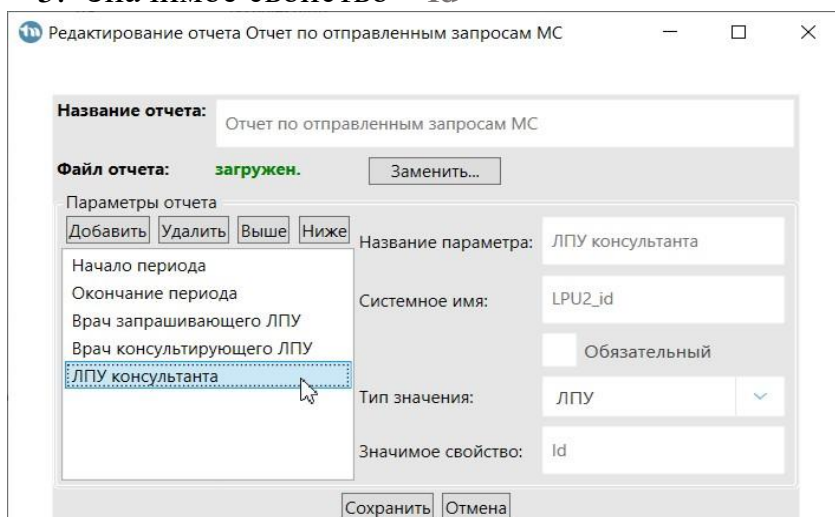 Редактирование отчета Отчет по отправленным запросам МС
Название отчета:
Отчет по отправленным запросам МС
Файл отчета: загружен. Заменить...
Параметры отчета
Добавить Удалить Выше Ниже
Начало периода
Окончание периода
Врач запрашивающего ЛПУ
Врач консультирующего ЛПУ
ЛПУ консультанта
Название параметра: ЛПУ консультанта
Системное имя: LPU2_id
Обязательный
Тип значения: ЛПУ
Значимое свойство: Id
Сохранить Отмена